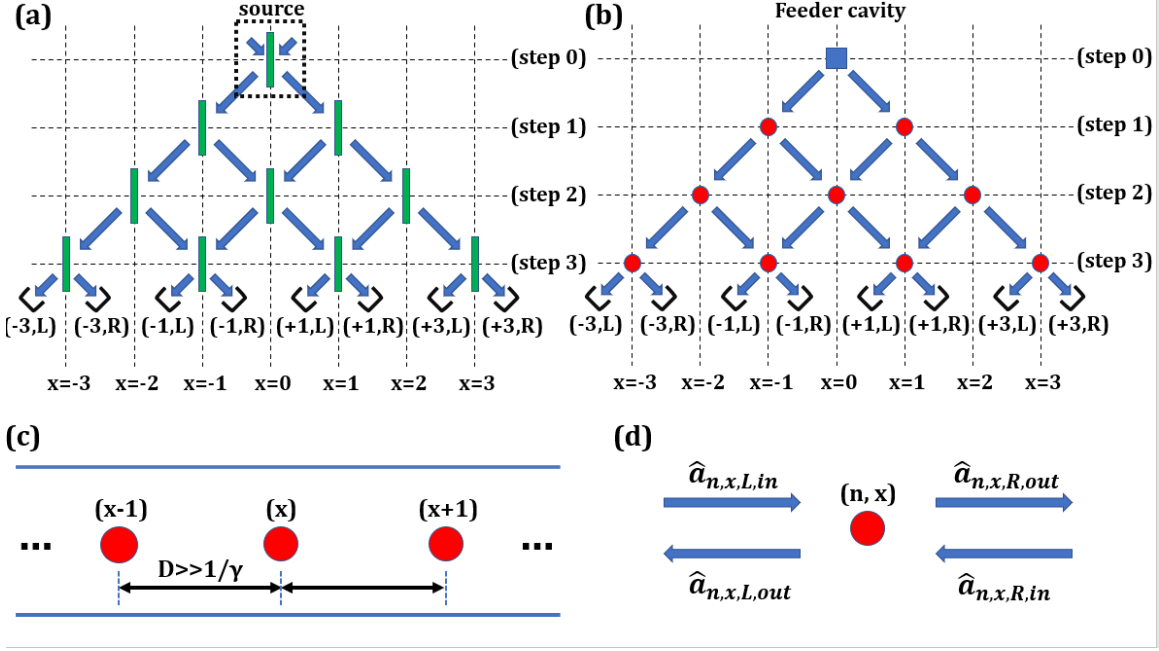 (a)
source
(step 0)
(step 1)
(step 2)
(step 3)
(-3,L) (-3,R) (-1,L) (-1,R) (+1,L) (+1,R) (+3,L) (+3,R)
x=-3 x=-2 x=-1 x=0 x=1 x=2 x=3
(b)
Feeder cavity
(step 0)
(step 1)
(step 2)
(step 3)
(-3,L) (-3,R) (-1,L) (-1,R) (+1,L) (+1,R) (+3,L) (+3,R)
x=-3 x=-2 x=-1 x=0 x=1 x=2 x=3
(c)
(x-1) (x) (x+1)
... ...
D>>1/γ
(d)
â_{n,x,L,in} (n, x) â_{n,x,R,out}
â_{n,x,L,out} â_{n,x,R,in}